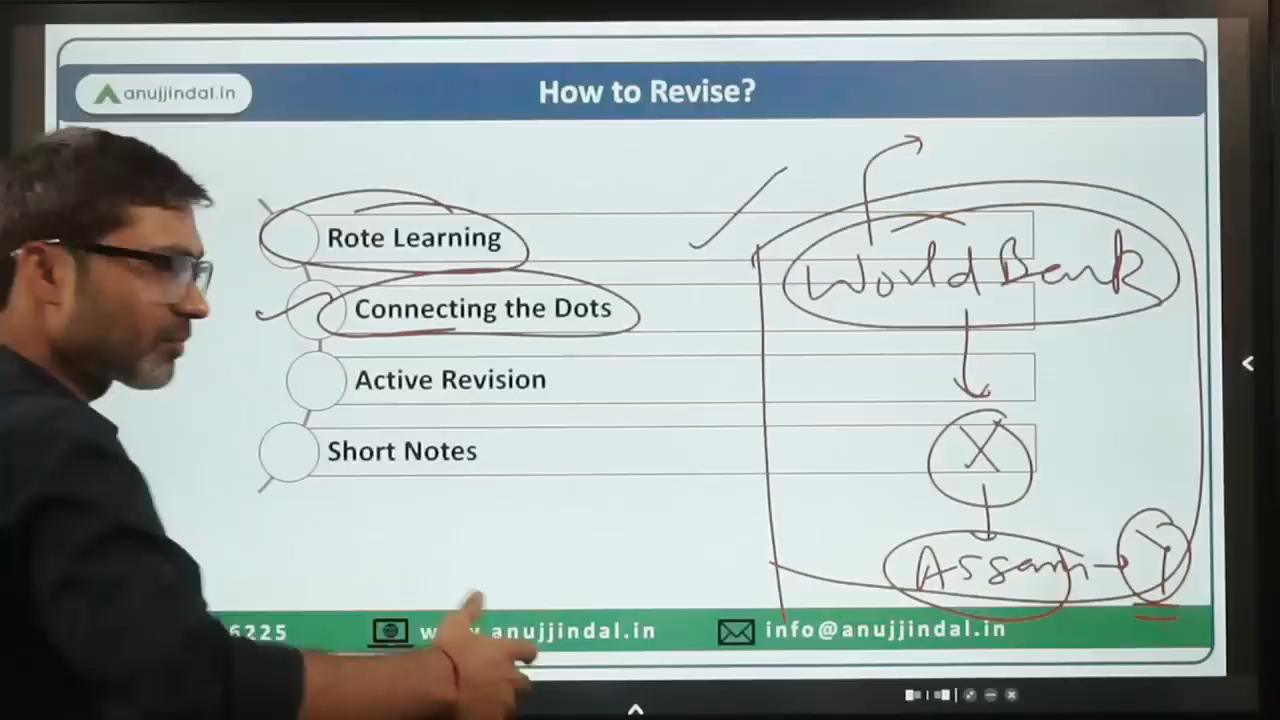 anujjindal.in
How to Revise?
Rote Learning
Connecting the Dots
Active Revision
Short Notes
World Bank
X
Assam
Y
6225
www.anujjindal.in
info@anujjindal.in